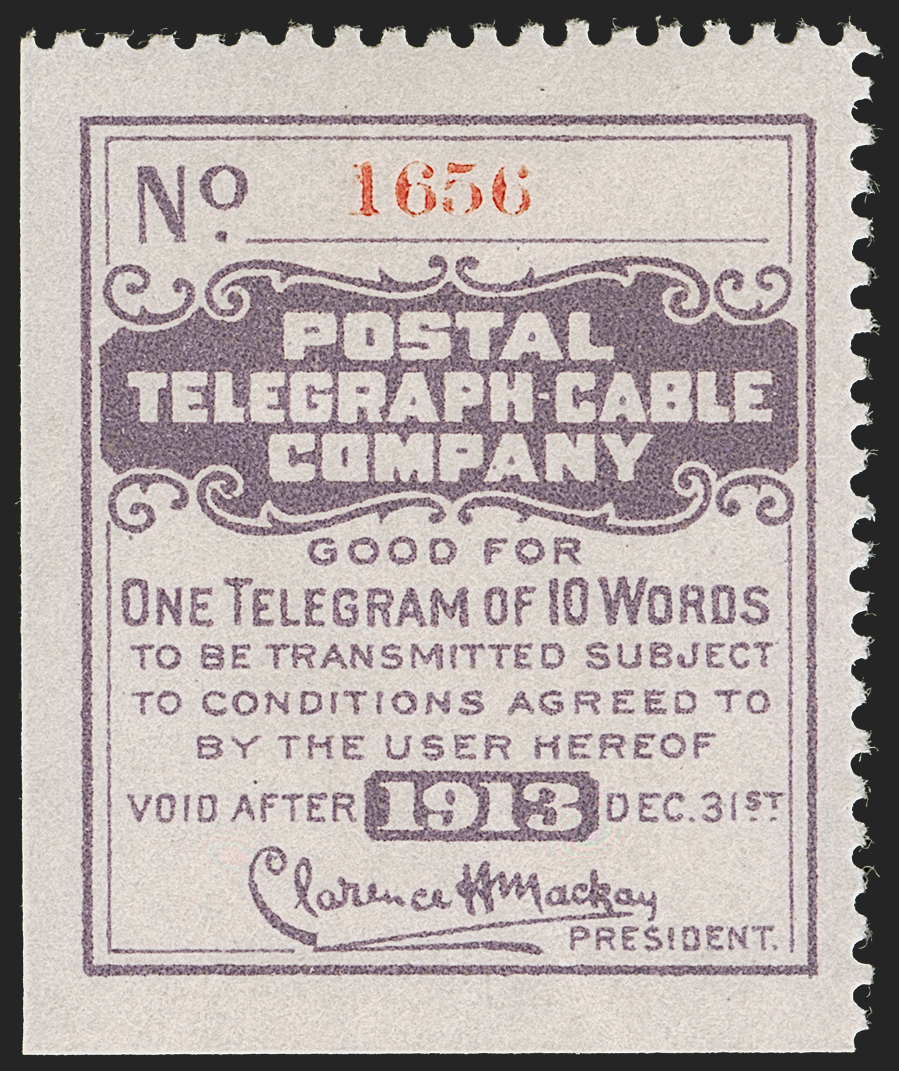 No. 1656
POSTAL
TELEGRAPH-CABLE
COMPANY
GOOD FOR
ONE TELEGRAM OF 10 WORDS
TO BE TRANSMITTED SUBJECT
TO CONDITIONS AGREED TO
BY THE USER HEREOF
VOID AFTER 1913 DEC. 31ST
Clarence H Mackay
PRESIDENT.